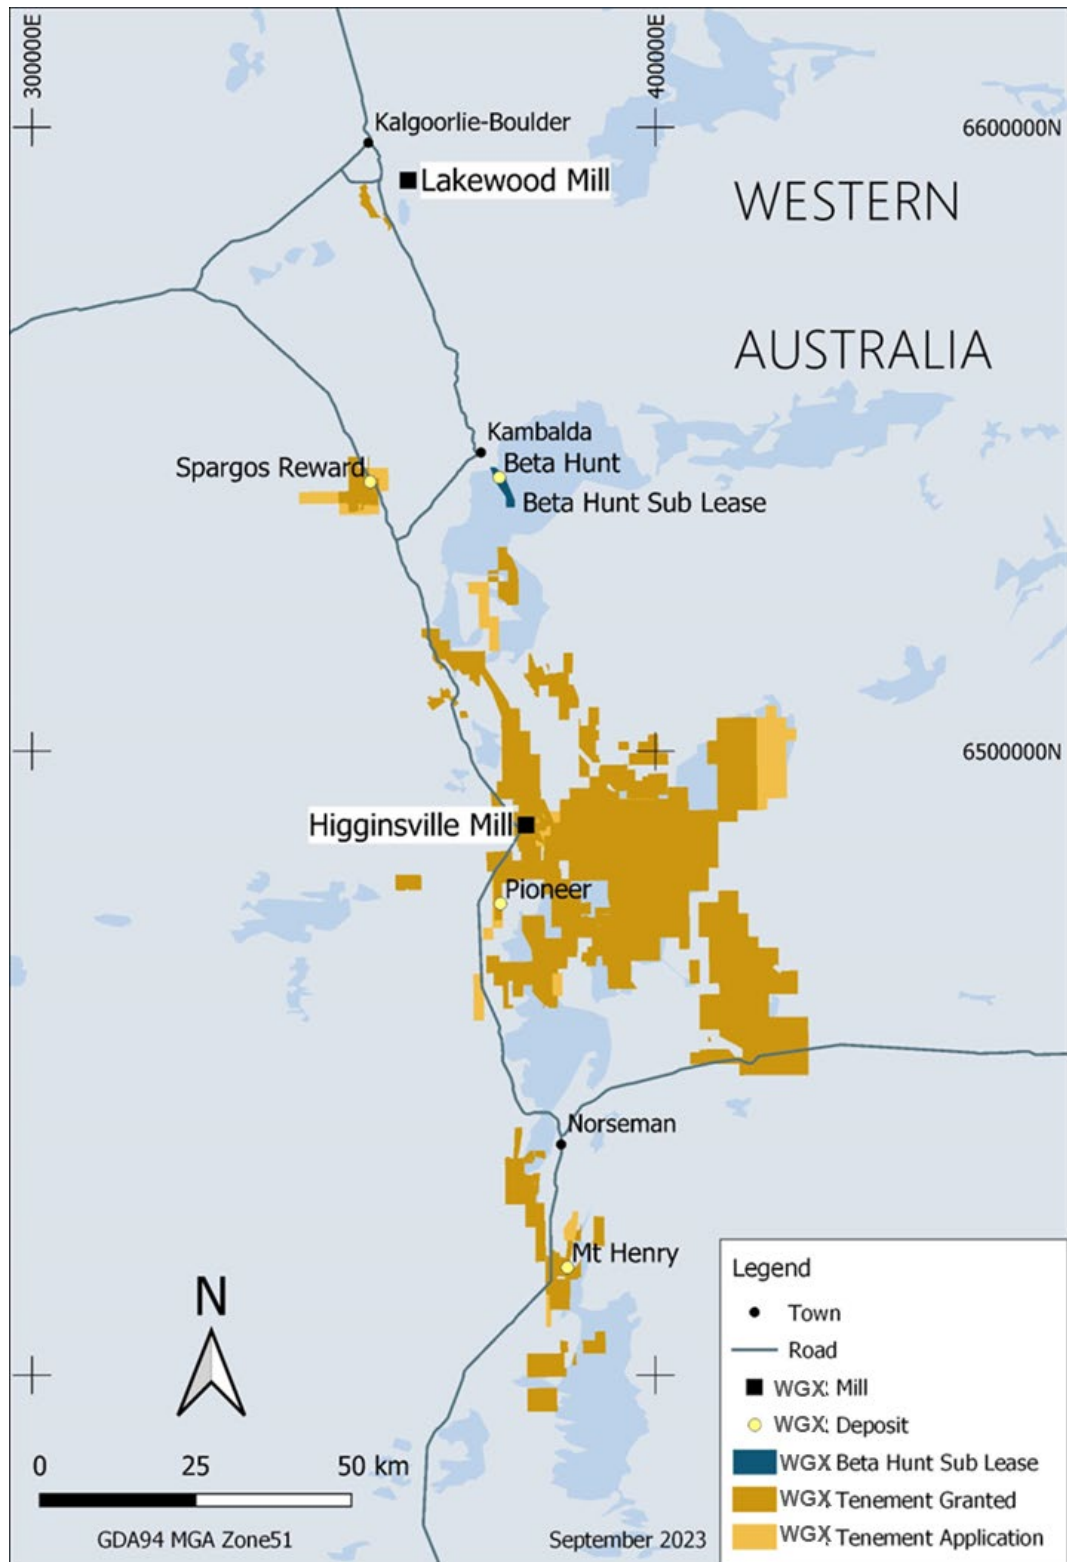 300000E
400000E
Kalgoorlie-Boulder
6600000N
Lakewood Mill
WESTERN
AUSTRALIA
Kambalda
Spargos Reward
Beta Hunt
Beta Hunt Sub Lease
6500000N
Higginsville Mill
Pioneer
Norseman
Mt Henry
N
0 25 50 km
GDA94 MGA Zone51
September 2023
Legend
Town
Road
WGX: Mill
WGX: Deposit
WGX Beta Hunt Sub Lease
WGX Tenement Granted
WGX Tenement Application